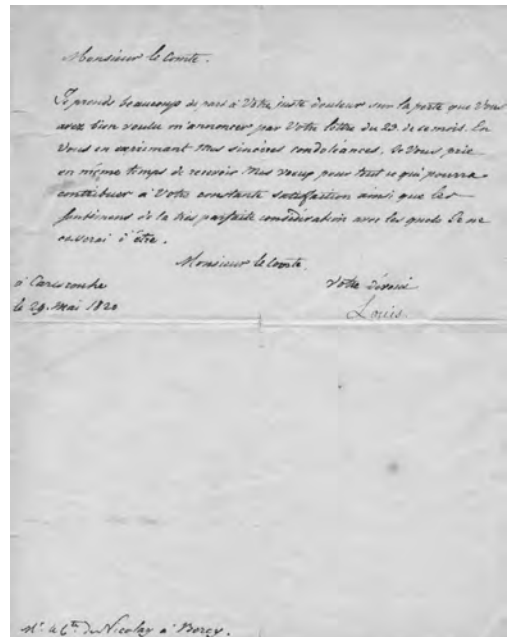 Monsieur le Comte.
Je prends beaucoup de part à Votre juste douleur sur la perte que Vous
avez bien voulu m'annoncer par Votre lettre du 23. de ce mois. En
Vous en exprimant mes sincères condoléances, Je Vous prie
en même temps de recevoir mes vœux pour tout ce qui pourra
contribuer à Votre constante satisfaction ainsi que les
sentimens de la très parfaite considération avec les quels Je ne
cesserai d'être.
Monsieur le Comte.
à Carlsrouhe
le 29. Mai 1820
Votre dévoué
Louis.
Mr. le Cte. de Nicolay à Bercy.